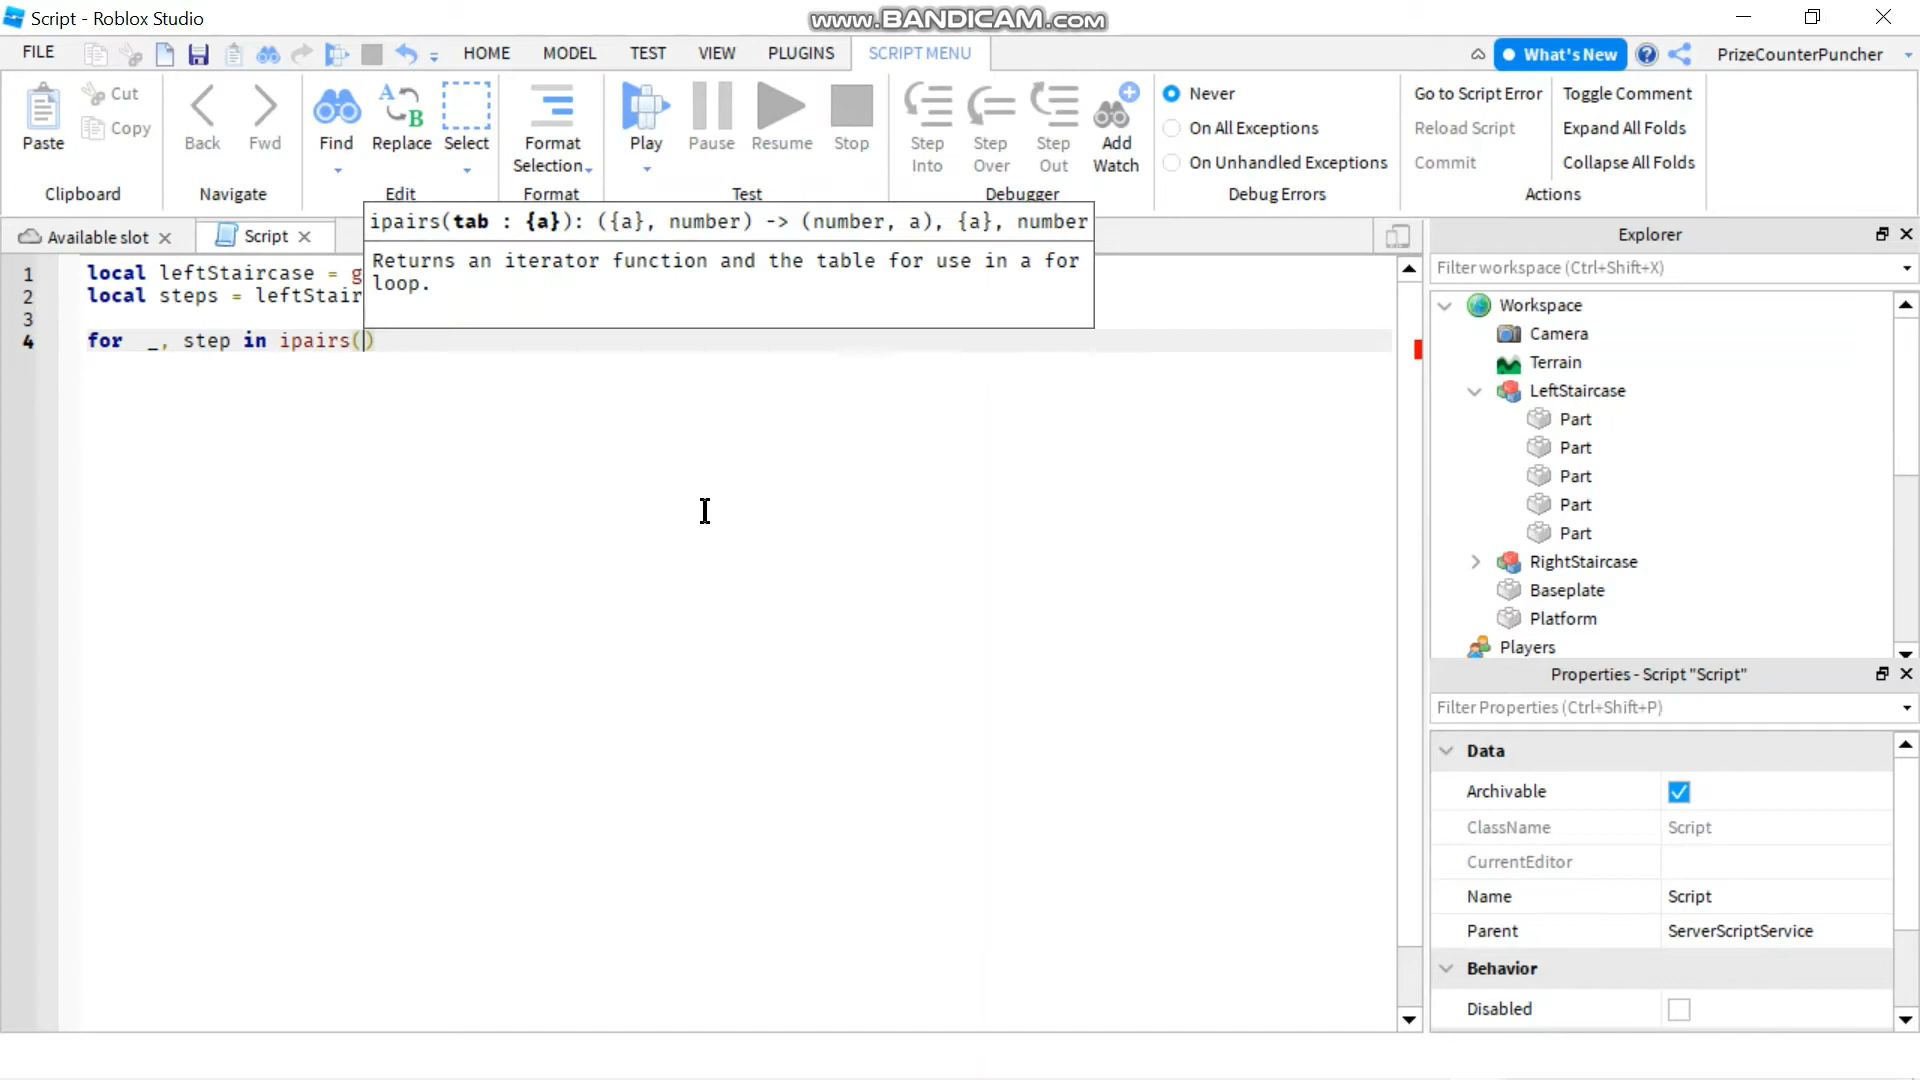 Script - Roblox Studio
www.BANDICAM.com
FILE
HOME
MODEL
TEST
VIEW
PLUGINS
SCRIPT MENU
What's New
PrizeCounterPuncher
Paste
Cut
Copy
Clipboard
Back
Fwd
Navigate
Find
Replace
Select
Edit
Format
Selection
Format
Play
Pause
Resume
Stop
Test
Step
Into
Step
Over
Step
Out
Add
Watch
Debugger
Never
On All Exceptions
On Unhandled Exceptions
Debug Errors
Go to Script Error
Reload Script
Commit
Toggle Comment
Expand All Folds
Collapse All Folds
Actions
Available slot
Script
ipairs(tab : {a}): ({a}, number) -> (number, a), {a}, number
Returns an iterator function and the table for use in a for
loop.
1 local leftStaircase = g
2 local steps = leftStair
3
4 for _, step in ipairs()
Explorer
Filter workspace (Ctrl+Shift+X)
Workspace
Camera
Terrain
LeftStaircase
Part
Part
Part
Part
Part
RightStaircase
Baseplate
Platform
Players
Properties - Script "Script"
Filter Properties (Ctrl+Shift+P)
Data
Archivable
ClassName Script
CurrentEditor
Name Script
Parent ServerScriptService
Behavior
Disabled